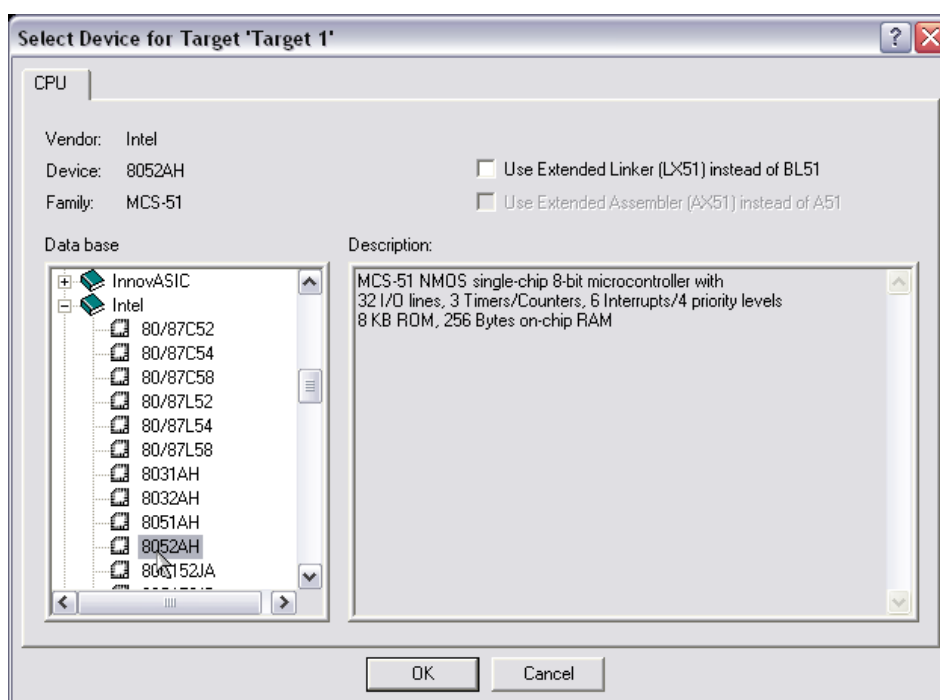 Select Device for Target 'Target 1'
CPU
Vendor: Intel
Device: 8052AH
Use Extended Linker (LX51) instead of BL51
Family: MCS-51
Use Extended Assembler (AX51) instead of A51
Data base
Description:
InnovASIC
Intel
80/87C52
80/87C54
80/87C58
80/87L52
80/87L54
80/87L58
8031AH
8032AH
8051AH
8052AH
MCS-51 NMOS single-chip 8-bit microcontroller with
32 I/O lines, 3 Timers/Counters, 6 Interrupts/4 priority levels
8 KB ROM, 256 Bytes on-chip RAM
OK
Cancel